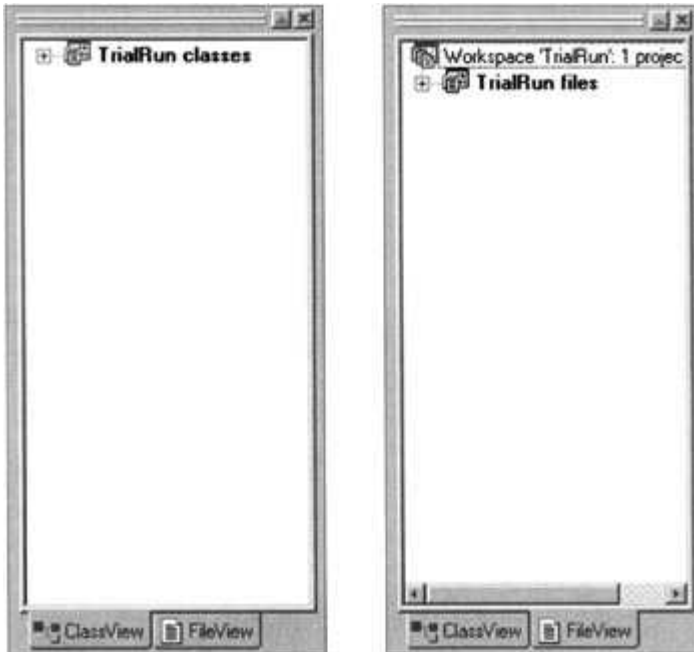 TrialRun classes
ClassView FileView
Workspace 'TrialRun': 1 projec
TrialRun files
ClassView FileView